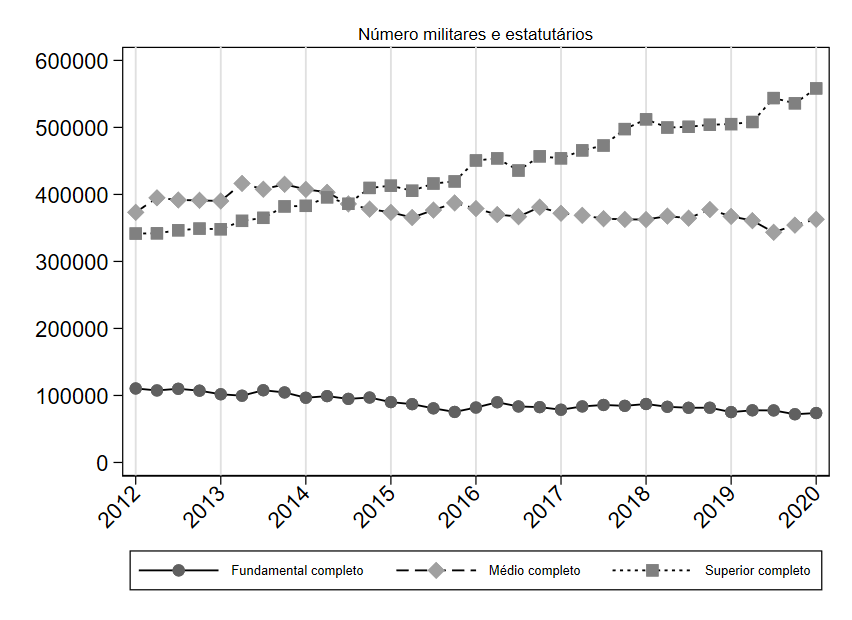 Número militares e estatutários
600000
500000
400000
300000
200000
100000
0
2012 2013 2014 2015 2016 2017 2018 2019 2020
Fundamental completo Médio completo Superior completo